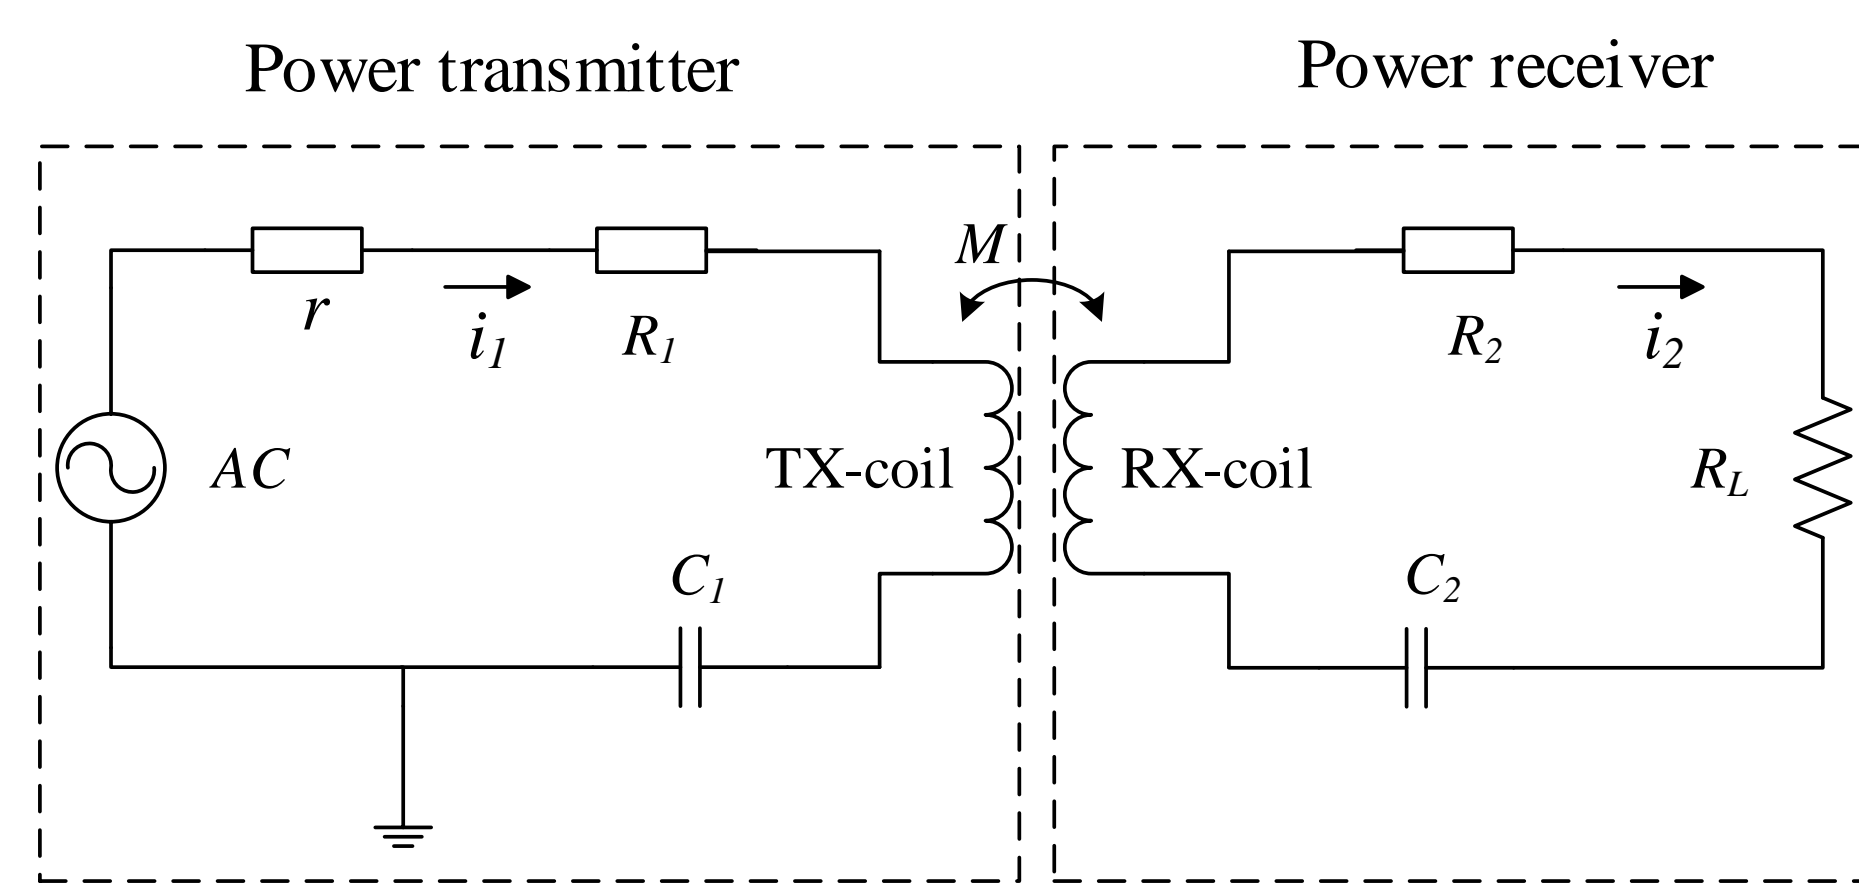 Power transmitter
Power receiver
M
r
i1
R1
R2
i2
AC
TX-coil
RX-coil
RL
C1
C2